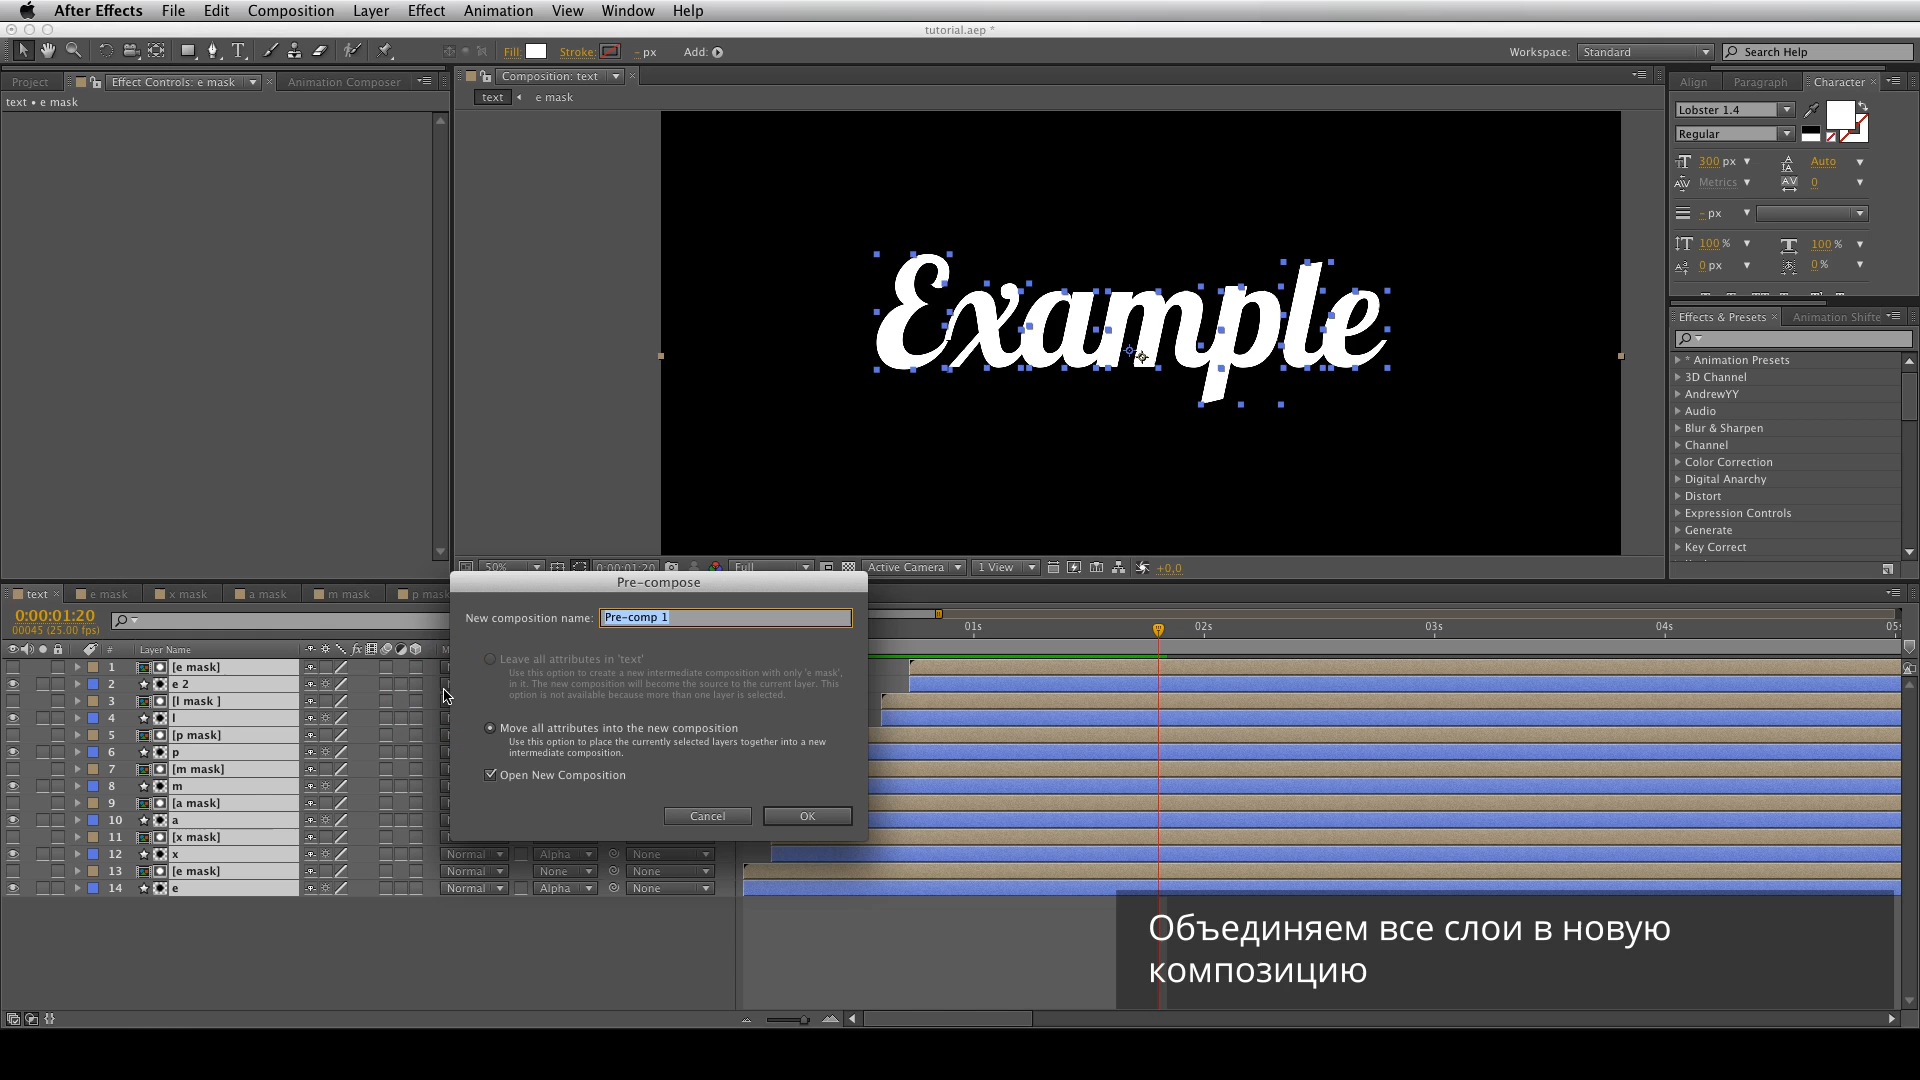 After Effects File Edit Composition Layer Effect Animation View Window Help
tutorial.aep *
Fill: Stroke: - px Add: Workspace: Standard Search Help
Project Effect Controls: e mask Animation Composer
text • e mask
Composition: text
text e mask
Align Paragraph Character
Lobster 1.4
Regular
300 px Auto
Metrics 0
- px
100 % 100 %
0 px 0 %
Example
Effects & Presets Animation Shifte
* Animation Presets
3D Channel
AndrewYY
Audio
Blur & Sharpen
Channel
Color Correction
Digital Anarchy
Distort
Expression Controls
Generate
Key Correct
50% 0:00:01:20 Full Active Camera 1 View +0,0
text e mask x mask a mask m mask p mask
0:00:01:20
00045 (25.00 fps)
01s 02s 03s 04s 05s
# Layer Name
1 [e mask]
2 e 2
3 [l mask ]
4 l
5 [p mask]
6 p
7 [m mask]
8 m
9 [a mask]
10 a
11 [x mask]
12 x Normal Alpha None
13 [e mask] Normal None None
14 e Normal Alpha None
Pre-compose
New composition name: Pre-comp 1
Leave all attributes in 'text'
Use this option to create a new intermediate composition with only 'e mask',
in it. The new composition will become the source to the current layer. This
option is not available because more than one layer is selected.
Move all attributes into the new composition
Use this option to place the currently selected layers together into a new
intermediate composition.
Open New Composition
Cancel OK
Объединяем все слои в новую
композицию